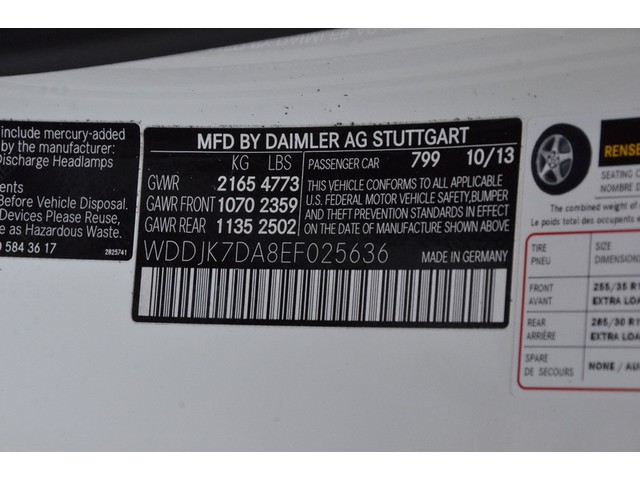 include mercury-added
by the manufacturer:
Discharge Headlamps
ents
Before Vehicle Disposal.
Devices Please Reuse,
as Hazardous Waste.
0 584 36 17
2825741
MFD BY DAIMLER AG STUTTGART
KG LBS PASSENGER CAR 799 10/13
GVWR 2165 4773
GAWR FRONT 1070 2359
GAWR REAR 1135 2502
THIS VEHICLE CONFORMS TO ALL APPLICABLE
U.S. FEDERAL MOTOR VEHICLE SAFETY,BUMPER
AND THEFT PREVENTION STANDARDS IN EFFECT
ON THE DATE OF MANUFACTURE SHOWN ABOVE
WDDJK7DA8EF025636 MADE IN GERMANY
RENSE
SEATING C
NOMBRE
The combined weight of occupants
Le poids total des occupants
TIRE SIZE
PNEU DIMENSION
FRONT 255/35 R1
AVANT EXTRA LOA
REAR 285/30 R1
ARRIÈRE EXTRA LOA
SPARE NONE / AU
DE SECOURS